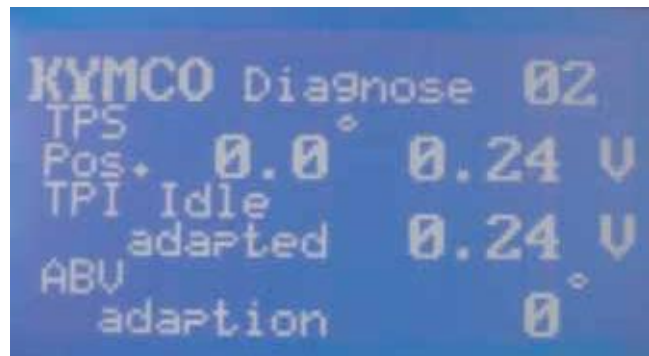 KYMCO Diagnose 02
TPS
Pos. 0.0° 0.24 V
TPI Idle
adapted 0.24 V
ABV
adaption 0°